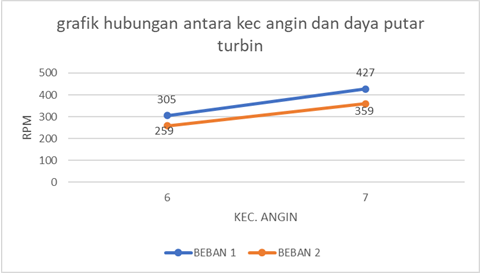 grafik hubungan antara kec angin dan daya putar
turbin
500
400
300
200
100
0
RPM
305
427
259
359
6
7
KEC. ANGIN
BEBAN 1
BEBAN 2